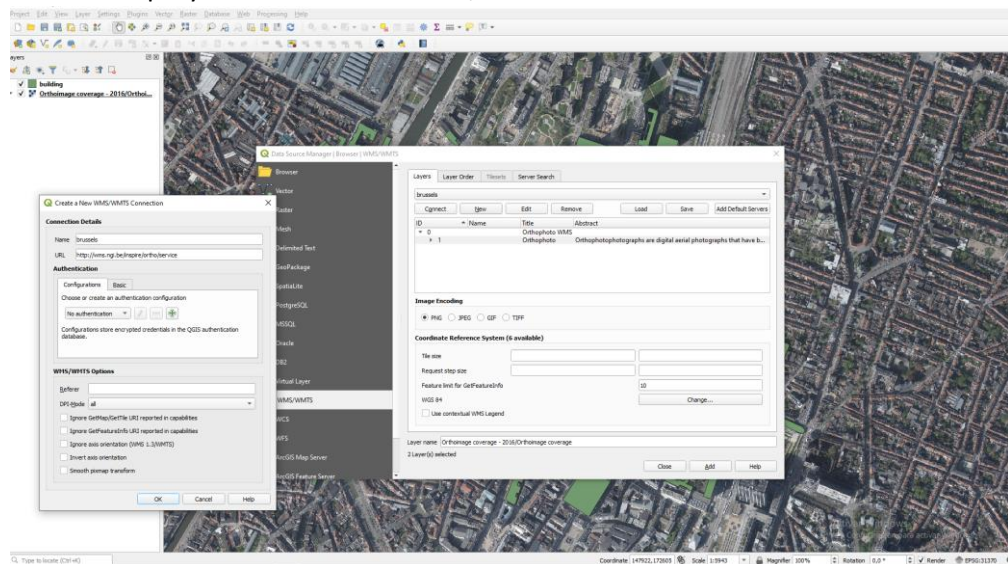 Project Edit View Layer Settings Plugins Vector Raster Database Web Processing Help
ayers
building
Orthoimage coverage - 2016/Orthoi...
Data Source Manager | Browser | WMS/WMTS
Browser
Vector
Raster
Mesh
Delimited Text
GeoPackage
SpatiaLite
PostgreSQL
MSSQL
Oracle
DB2
Virtual Layer
WMS/WMTS
WCS
WFS
ArcGIS Map Server
ArcGIS Feature Server
Layers Layer Order Tilesets Server Search
brussels
Connect New Edit Remove Load Save Add Default Servers
ID Name Title Abstract
0 Orthophoto WMS
1 Orthophoto Orthophotophotographs are digital aerial photographs that have b...
Image Encoding
PNG JPEG GIF TIFF
Coordinate Reference System (6 available)
Tile size
Request step size
Feature limit for GetFeatureInfo 10
WGS 84 Change...
Use contextual WMS Legend
Layer name Orthoimage coverage - 2016/Orthoimage coverage
2 Layer(s) selected
Close Add Help
Create a New WMS/WMTS Connection
Connection Details
Name brussels
URL http://wms.ngi.be/inspire/ortho/service
Authentication
Configurations Basic
Choose or create an authentication configuration
No authentication
Configurations store encrypted credentials in the QGIS authentication
database.
WMS/WMTS Options
Referer
DPI-Mode all
Ignore GetMap/GetTile URI reported in capabilities
Ignore GetFeatureInfo URI reported in capabilities
Ignore axis orientation (WMS 1.3/WMTS)
Invert axis orientation
Smooth pixmap transform
OK Cancel Help
Type to locate (Ctrl+K) Coordinate 147922,172603 Scale 1:5943 Magnifier 100% Rotation 0,0 ° Render EPSG:31370